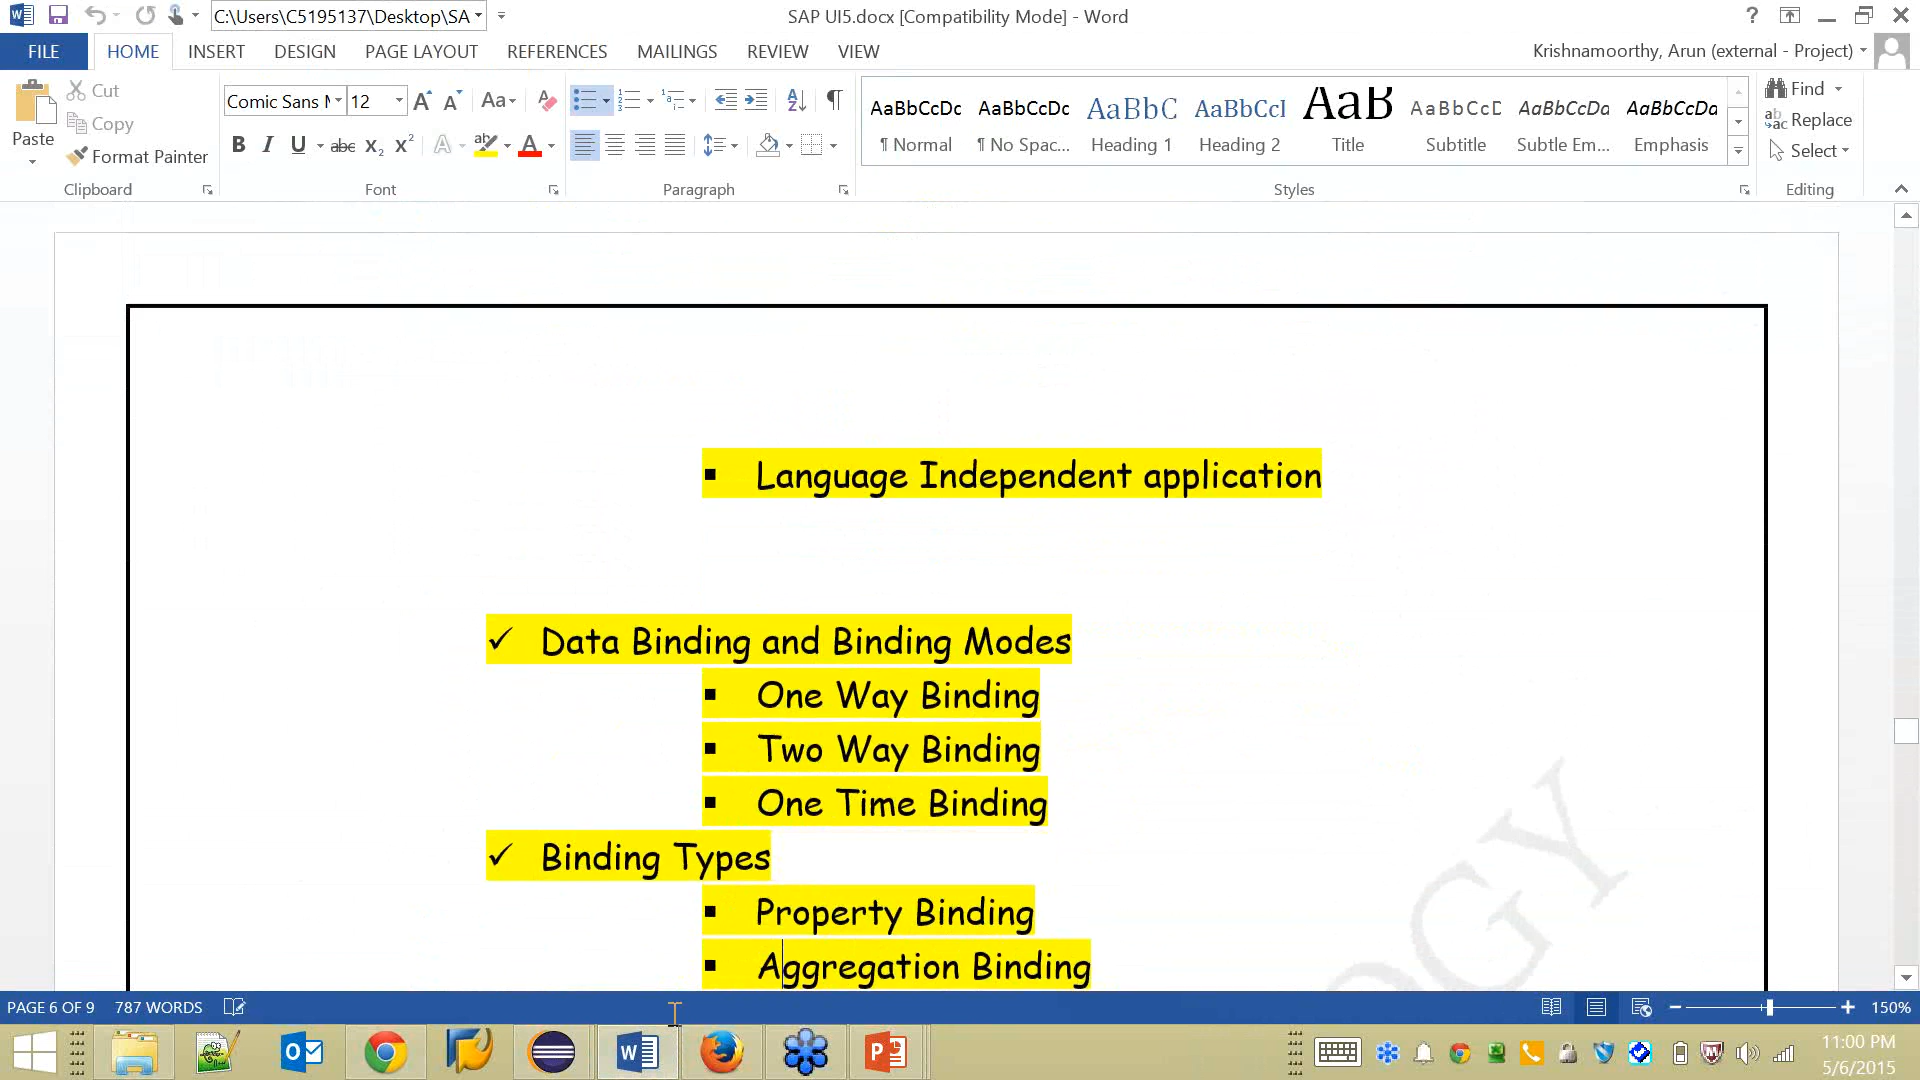 C:\Users\C5195137\Desktop\SA
SAP UI5.docx [Compatibility Mode] - Word
FILE HOME INSERT DESIGN PAGE LAYOUT REFERENCES MAILINGS REVIEW VIEW
Krishnamoorthy, Arun (external - Project)
Paste
Cut
Copy
Format Painter
Clipboard
Comic Sans M 12
Font
Paragraph
AaBbCcDc AaBbCcDc AaBbC AaBbCcI AaB AaBbCcD AaBbCcDa AaBbCcDa
¶ Normal ¶ No Spac... Heading 1 Heading 2 Title Subtitle Subtle Em... Emphasis
Styles
Find
Replace
Select
Editing
▪ Language Independent application
✓ Data Binding and Binding Modes
▪ One Way Binding
▪ Two Way Binding
▪ One Time Binding
✓ Binding Types
▪ Property Binding
▪ Aggregation Binding
OGY
PAGE 6 OF 9 787 WORDS
150%
11:00 PM
5/6/2015